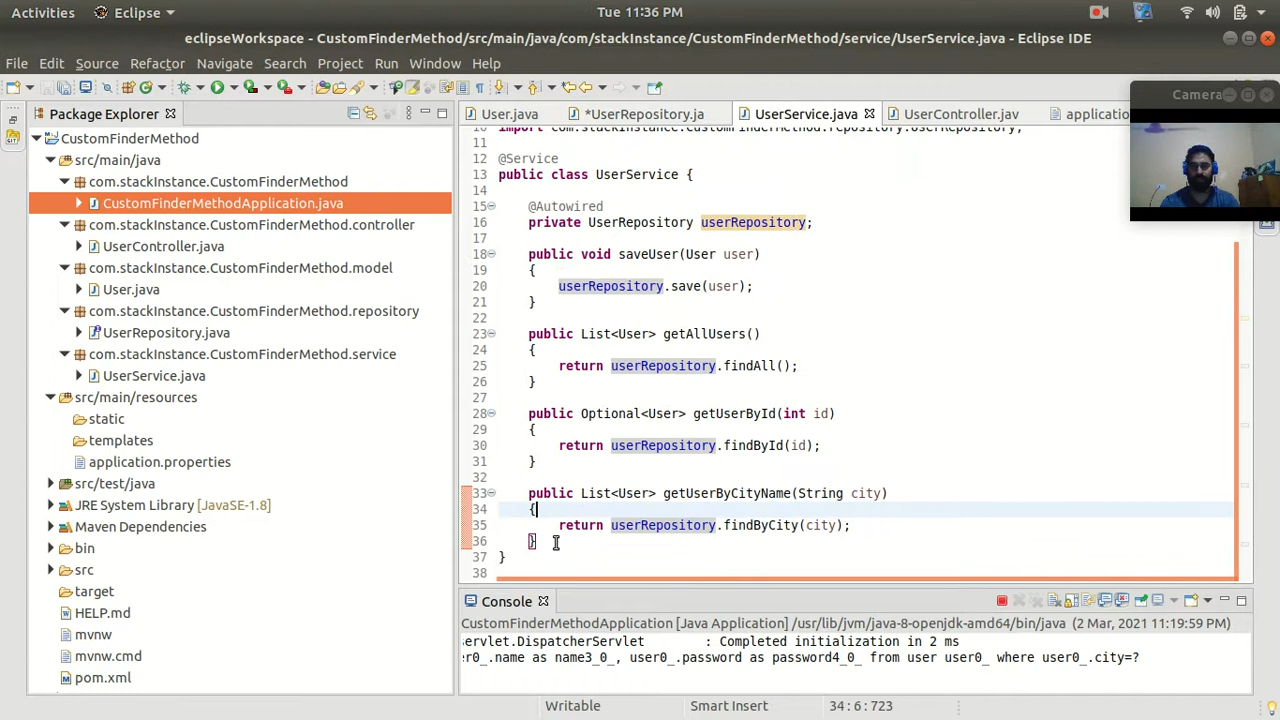 Activities Eclipse Tue 11:36 PM
eclipseWorkspace - CustomFinderMethod/src/main/java/com/stackInstance/CustomFinderMethod/service/UserService.java - Eclipse IDE
File Edit Source Refactor Navigate Search Project Run Window Help
Package Explorer
User.java *UserRepository.ja UserService.java UserController.jav application
Camera
CustomFinderMethod
src/main/java
com.stackInstance.CustomFinderMethod
CustomFinderMethodApplication.java
com.stackInstance.CustomFinderMethod.controller
UserController.java
com.stackInstance.CustomFinderMethod.model
User.java
com.stackInstance.CustomFinderMethod.repository
UserRepository.java
com.stackInstance.CustomFinderMethod.service
UserService.java
src/main/resources
static
templates
application.properties
src/test/java
JRE System Library [JavaSE-1.8]
Maven Dependencies
bin
src
target
HELP.md
mvnw
mvnw.cmd
pom.xml
10 import com.stackInstance.CustomFinderMethod.repository.UserRepository;
11
12 @Service
13 public class UserService {
14
15 @Autowired
16 private UserRepository userRepository;
17
18 public void saveUser(User user)
19 {
20 userRepository.save(user);
21 }
22
23 public List<User> getAllUsers()
24 {
25 return userRepository.findAll();
26 }
27
28 public Optional<User> getUserById(int id)
29 {
30 return userRepository.findById(id);
31 }
32
33 public List<User> getUserByCityName(String city)
34 {
35 return userRepository.findByCity(city);
36 }
37 }
38
Console
CustomFinderMethodApplication [Java Application] /usr/lib/jvm/java-8-openjdk-amd64/bin/java (2 Mar, 2021 11:19:59 PM)
servlet.DispatcherServlet : Completed initialization in 2 ms
er0_.name as name3_0_, user0_.password as password4_0_ from user user0_ where user0_.city=?
Writable Smart Insert 34 : 6 : 723